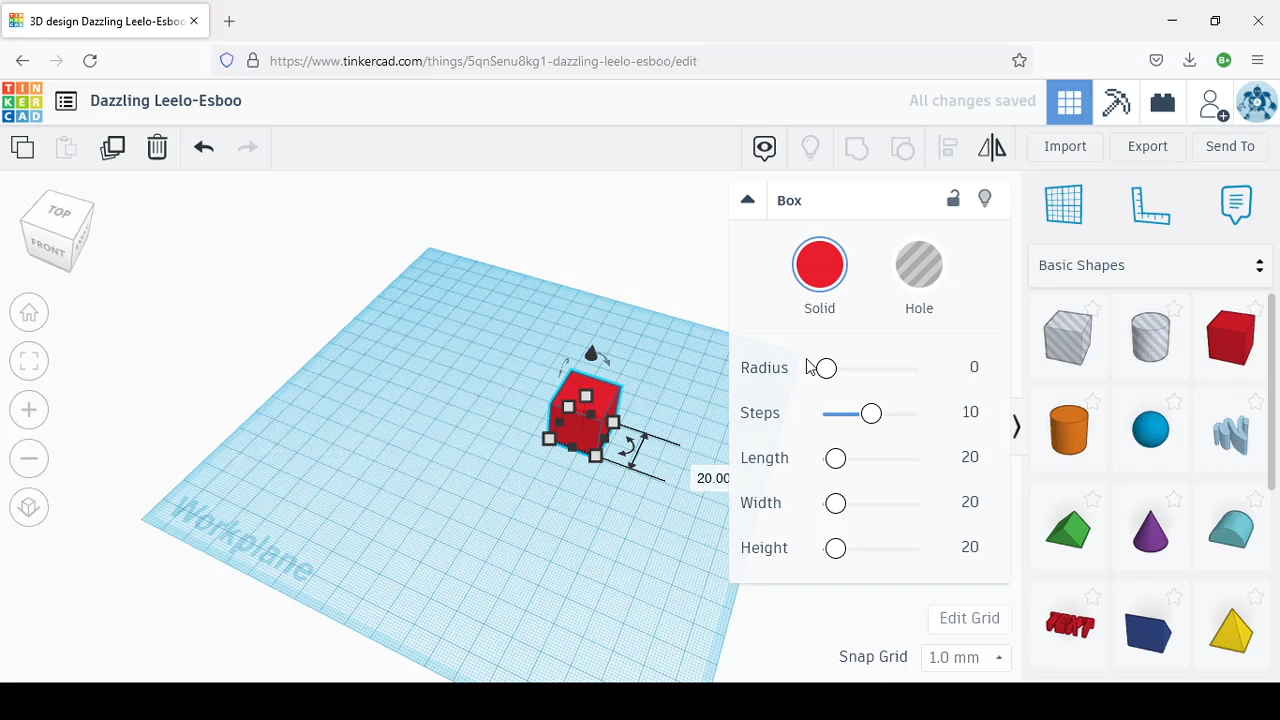 3D design Dazzling Leelo-Esboo
https://www.tinkercad.com/things/5qnSenu8kg1-dazzling-leelo-esboo/edit
B+
TIN
KER
CAD
Dazzling Leelo-Esboo
All changes saved
Import
Export
Send To
TOP
FRONT
Box
Basic Shapes
Solid
Hole
Radius 0
Steps 10
Length 20
20.00
Width 20
Height 20
Workplane
TEXT
Edit Grid
Snap Grid 1.0 mm